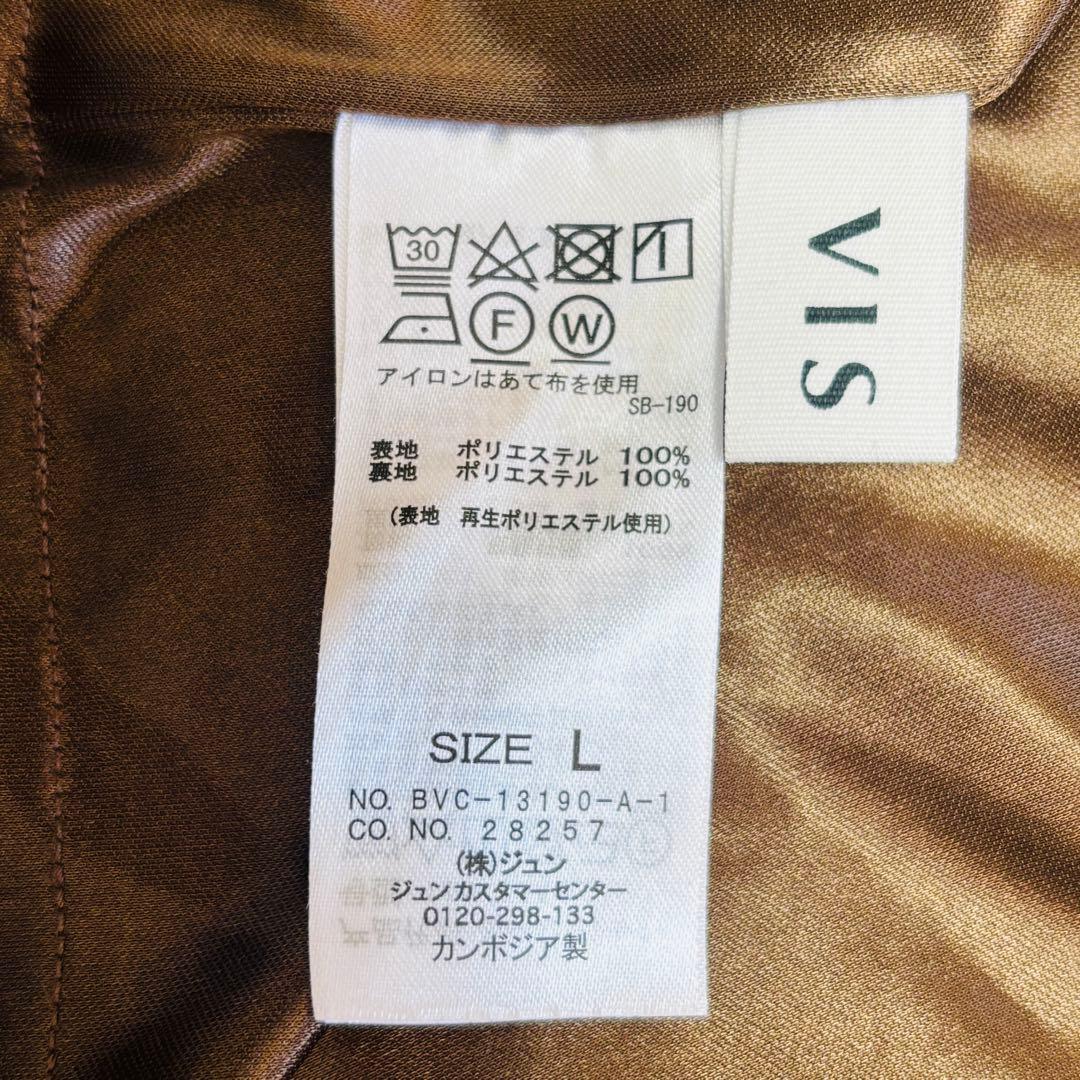 30
F W
アイロンはあて布を使用
SB-190
表地 ポリエステル 100%
裏地 ポリエステル 100%
(表地 再生ポリエステル使用)
SIZE L
NO. BVC-13190-A-1
CO. NO. 28257
(株)ジュン
ジュンカスタマーセンター
0120-298-133
カンボジア製
VIS